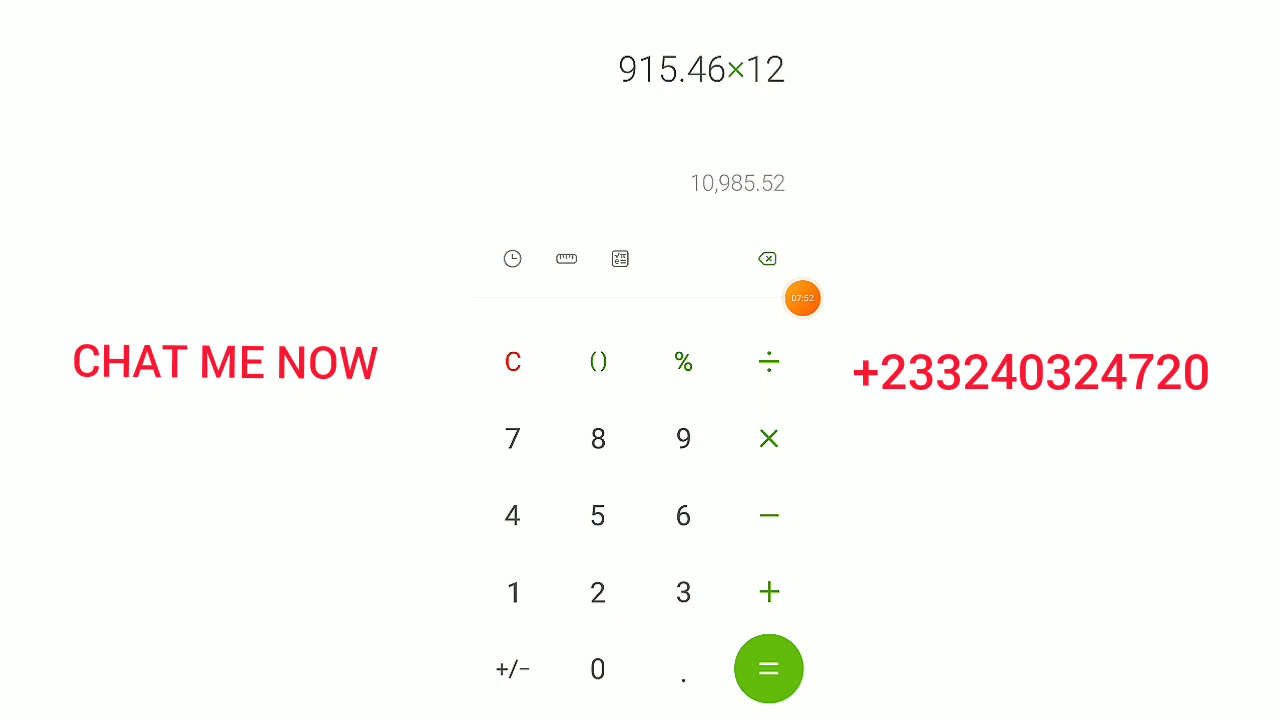 915.46×12
10,985.52
07:52
CHAT ME NOW
+233240324720
C () % ÷
7 8 9 ×
4 5 6 −
1 2 3 +
+/− 0 . =